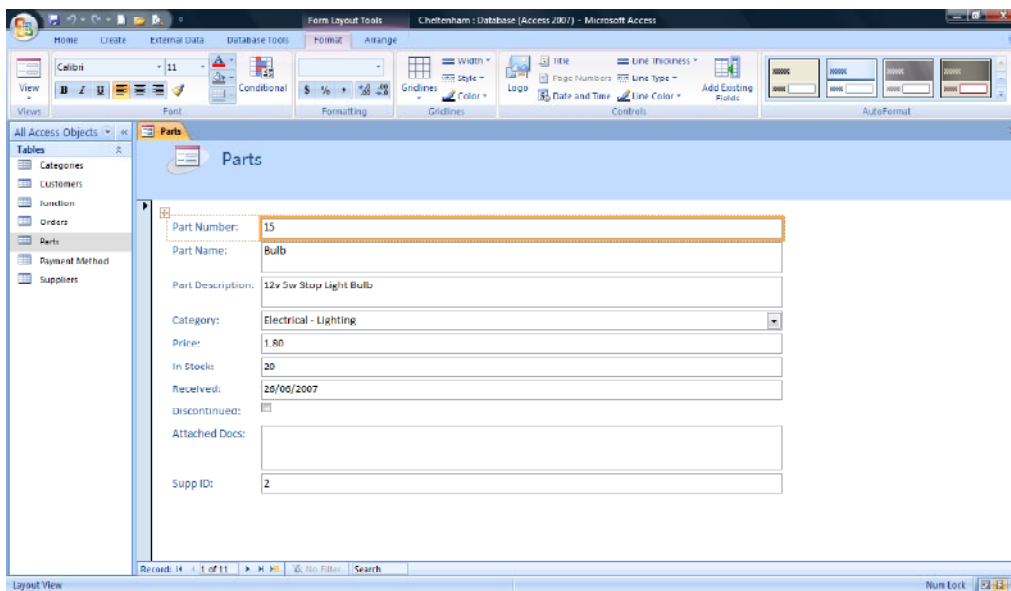 Form Layout Tools Cheltenham : Database (Access 2007) - Microsoft Access
Home Create External Data Database Tools Format Arrange
Calibri 11 Width Title Line Thickness
View B I U Conditional $ % Gridlines Style Logo Page Numbers Line Type Add Existing Fields
Color Date and Time Line Color
Views Font Formatting Gridlines Controls AutoFormat
All Access Objects
Parts
Tables
Categories
Customers
Junction
Orders
Parts
Payment Method
Suppliers
Parts
Part Number: 15
Part Name: Bulb
Part Description: 12v 5w Stop Light Bulb
Category: Electrical - Lighting
Price: 1.80
In Stock: 20
Received: 26/06/2007
Discontinued:
Attached Docs:
Supp ID: 2
Record: 1 of 11 No Filter Search
Layout View Num Lock